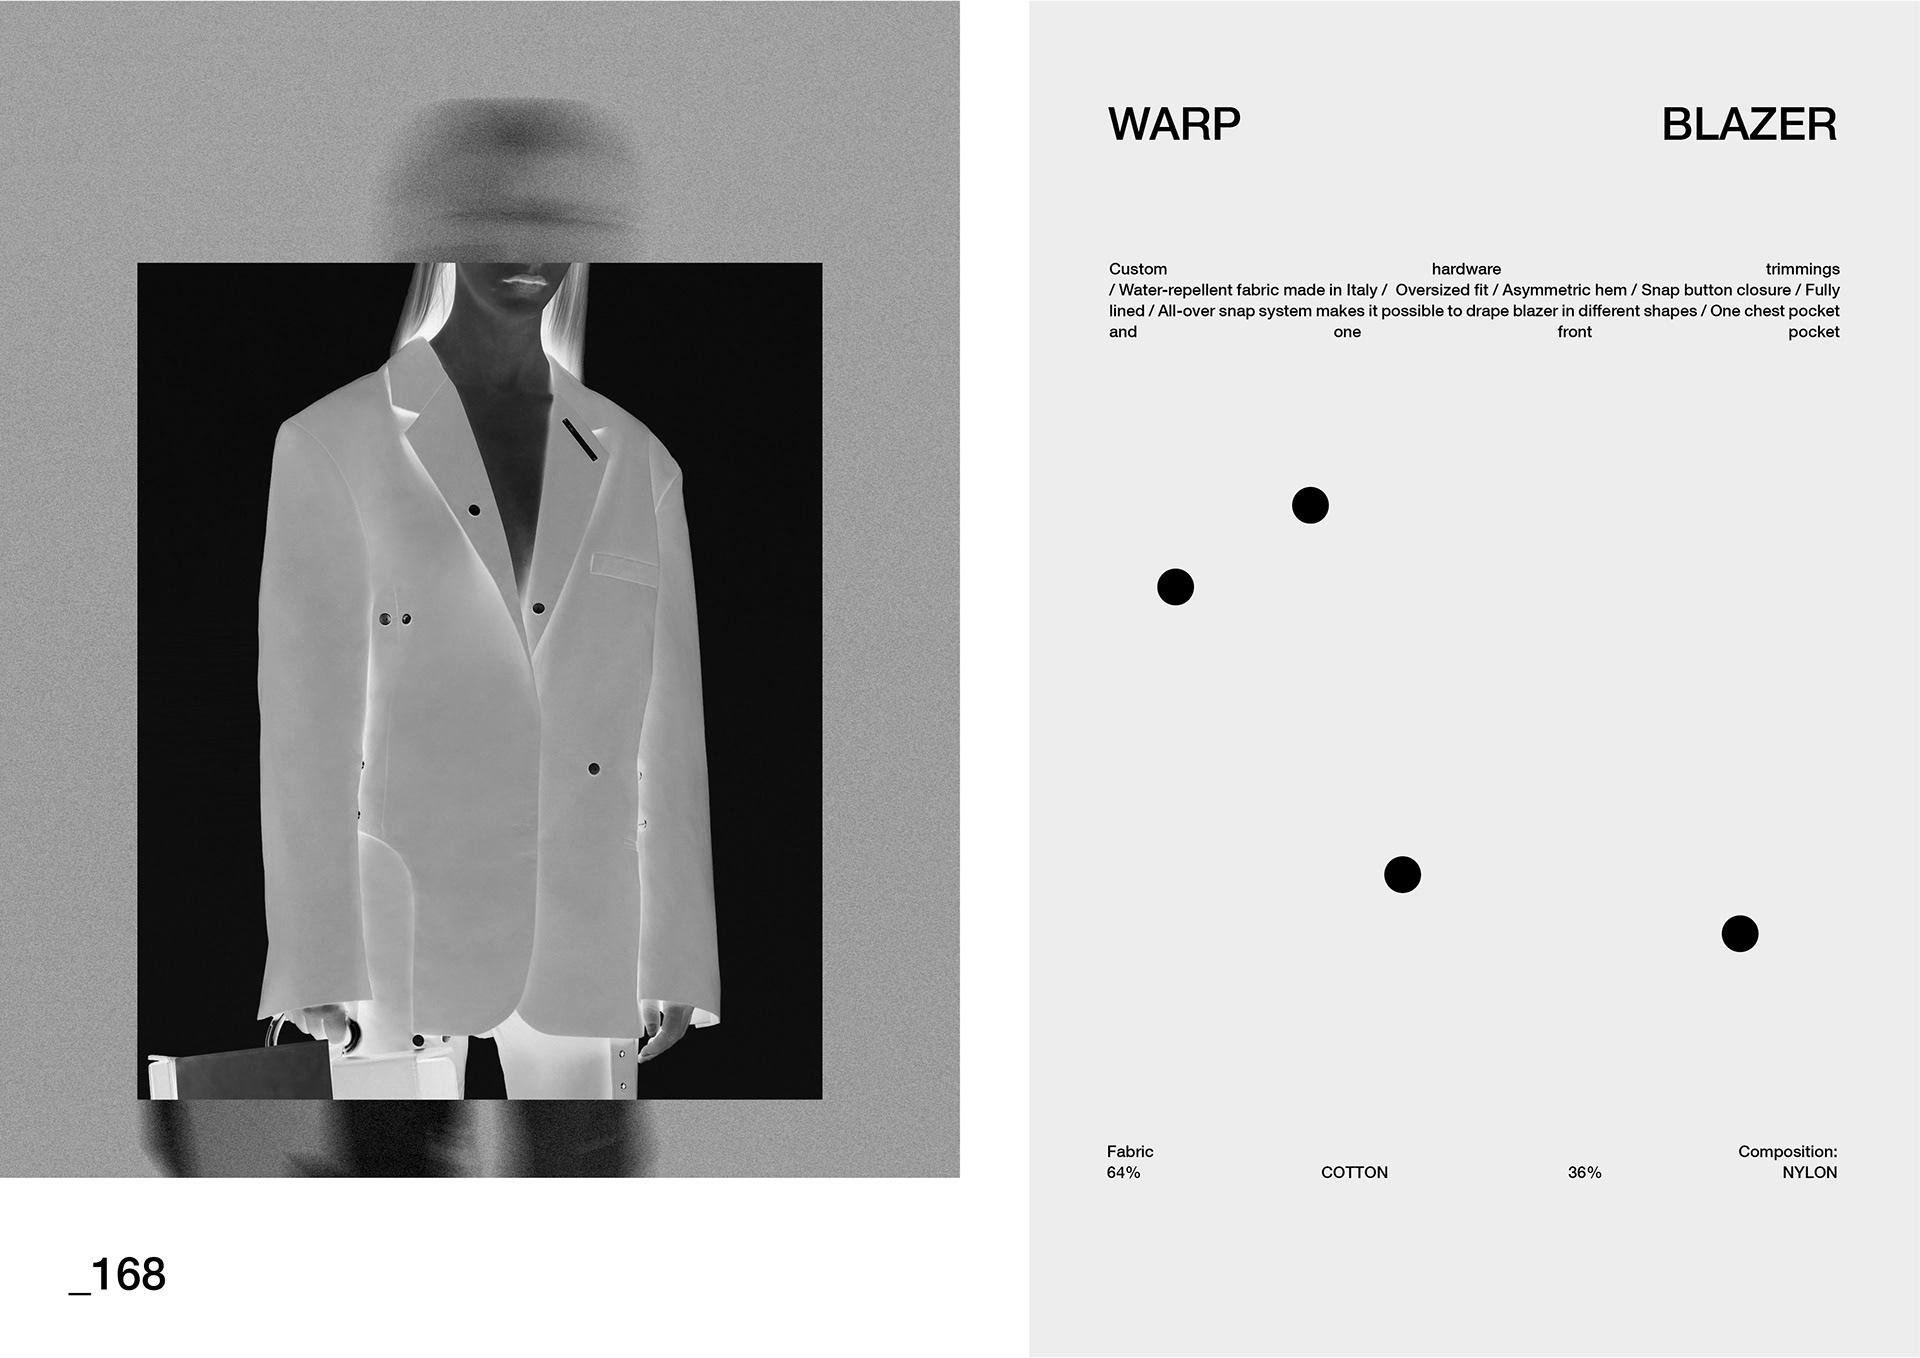 WARP BLAZER
Custom hardware trimmings
/ Water-repellent fabric made in Italy / Oversized fit / Asymmetric hem / Snap button closure / Fully
lined / All-over snap system makes it possible to drape blazer in different shapes / One chest pocket
and one front pocket
Fabric Composition:
64% COTTON 36% NYLON
_168